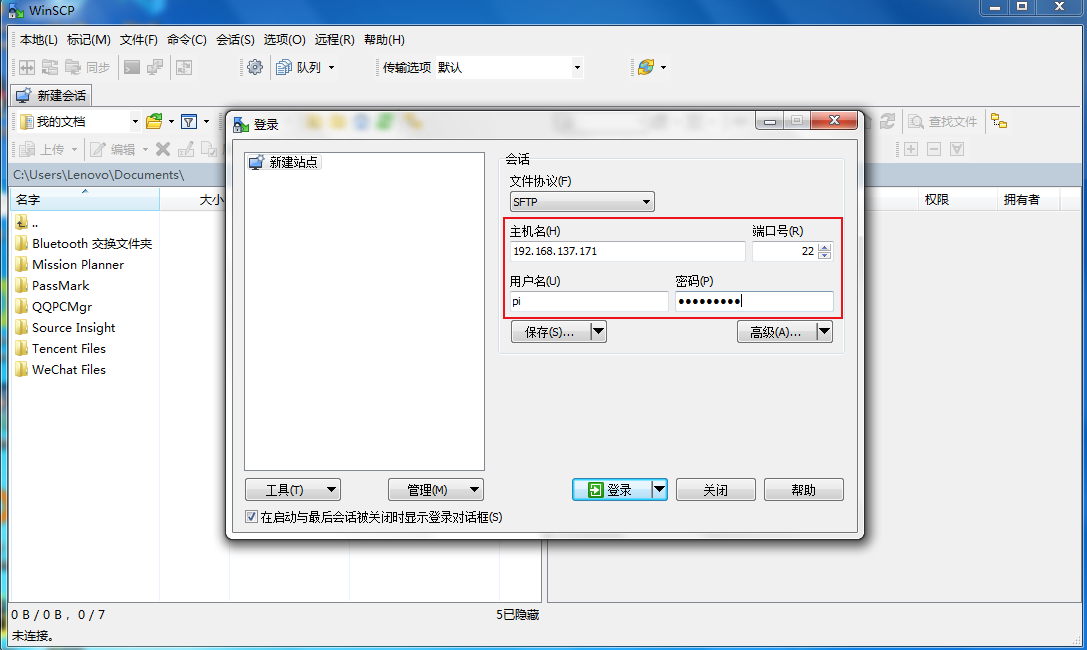 WinSCP
本地(L) 标记(M) 文件(F) 命令(C) 会话(S) 选项(O) 远程(R) 帮助(H)
同步 队列 传输选项 默认
新建会话
我的文档 查找文件
上传 编辑
C:\Users\Lenovo\Documents\
名字 大小 权限 拥有者
..
Bluetooth 交换文件夹
Mission Planner
PassMark
QQPCMgr
Source Insight
Tencent Files
WeChat Files
登录
新建站点
会话
文件协议(F)
SFTP
主机名(H) 端口号(R)
192.168.137.171 22
用户名(U) 密码(P)
pi ●●●●●●●●●
保存(S)... 高级(A)...
工具(T) 管理(M) 登录 关闭 帮助
在启动与最后会话被关闭时显示登录对话框(S)
0 B / 0 B, 0 / 7 5已隐藏
未连接。